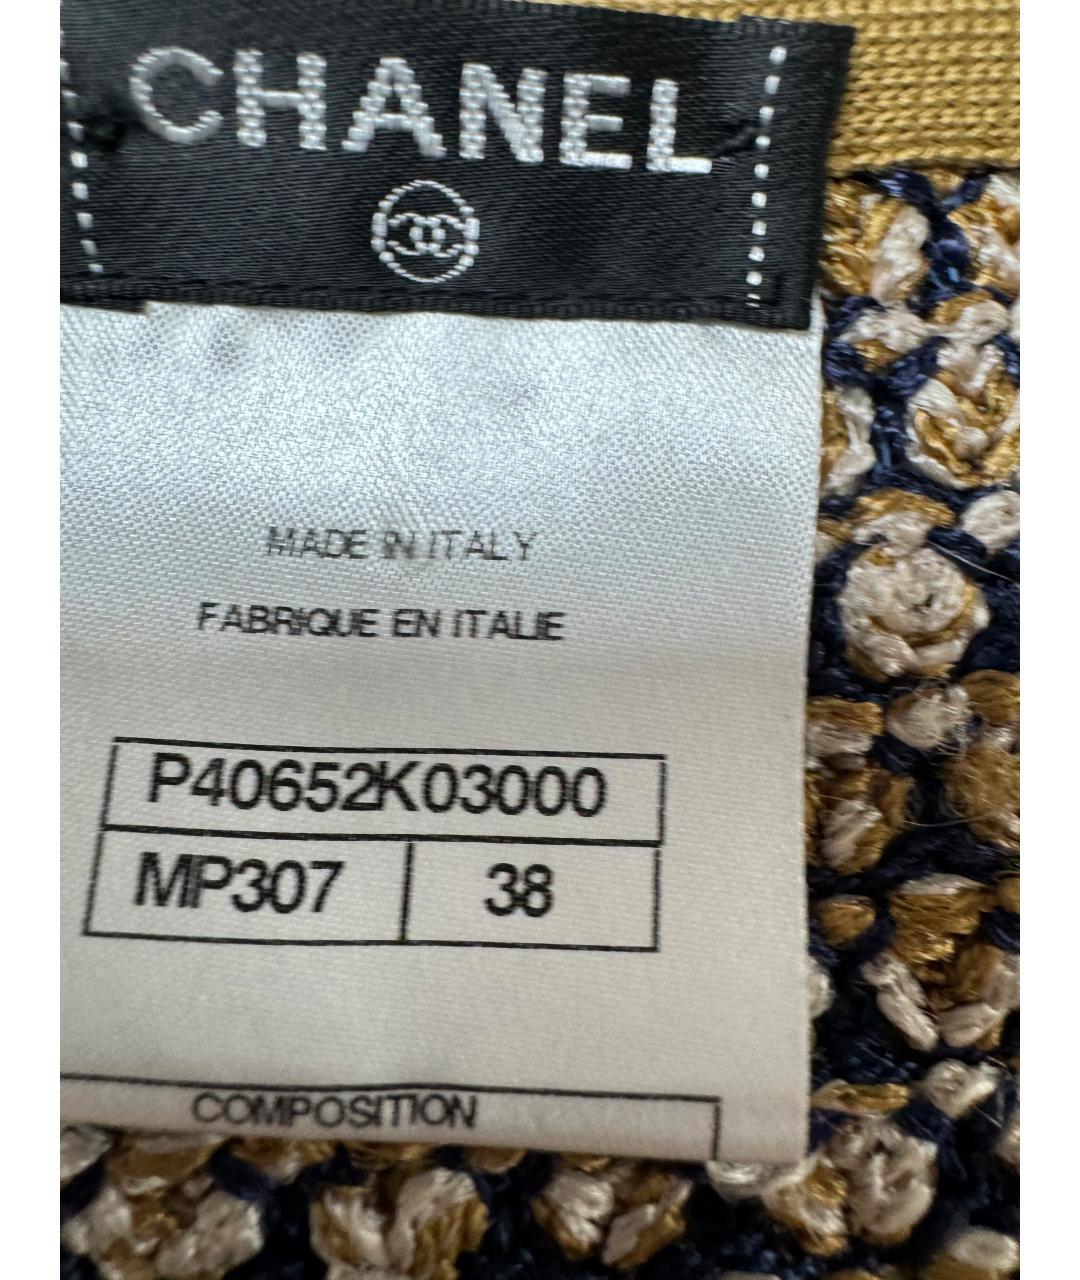 CHANEL
MADE IN ITALY
FABRIQUE EN ITALIE
P40652K03000
MP307 38
COMPOSITION